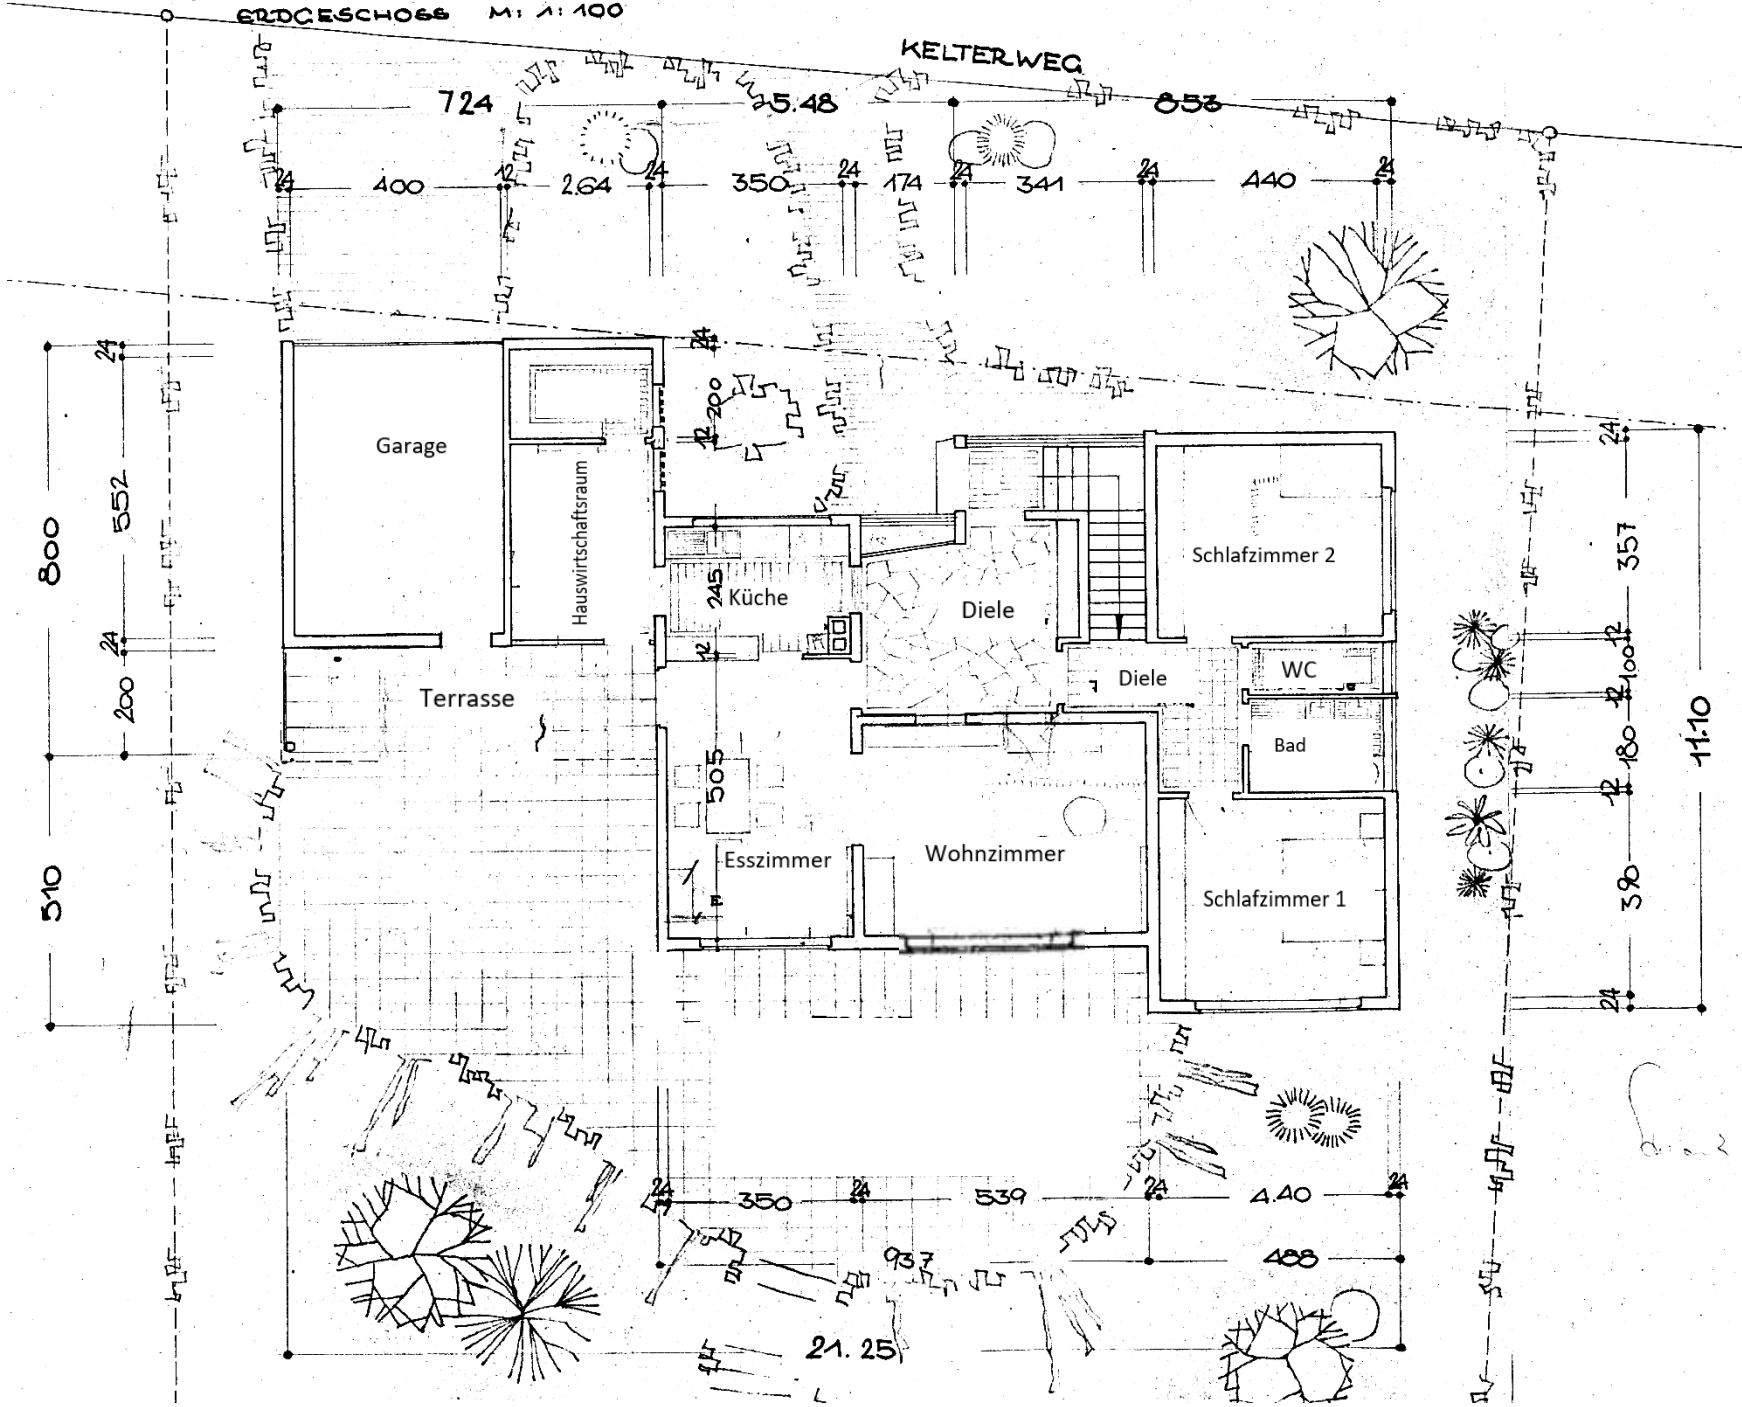 ERDGESCHOSS M: 1:100
KELTERWEG
724 5.48 853
24 400 12 264 24 350 24 174 24 341 24 440 24
24
24
200
12
24
552
800
24
200
510
Garage
Hauswirtschaftsraum
Küche
245
12
Diele
Schlafzimmer 2
Terrasse
Diele
WC
Bad
505
Esszimmer
Wohnzimmer
Schlafzimmer 1
E
24
357
12
100
12
180
12
390
24
11.10
24 350 24 539 24 4.40 24
937 488
21.25